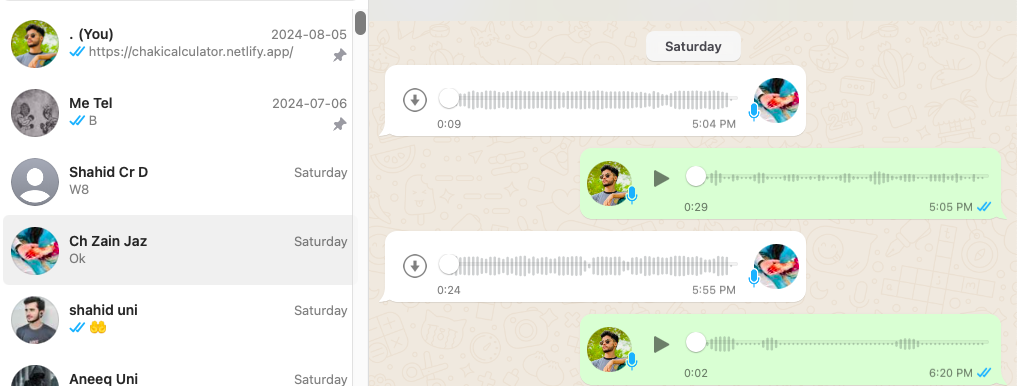 . (You)
2024-08-05
https://chakicalculator.netlify.app/
Me Tel
2024-07-06
B
Shahid Cr D
Saturday
W8
Ch Zain Jaz
Saturday
Ok
shahid uni
Saturday
🤲
Aneeq Uni
Saturday
Saturday
0:09
5:04 PM
0:29
5:05 PM
0:24
5:55 PM
0:02
6:20 PM